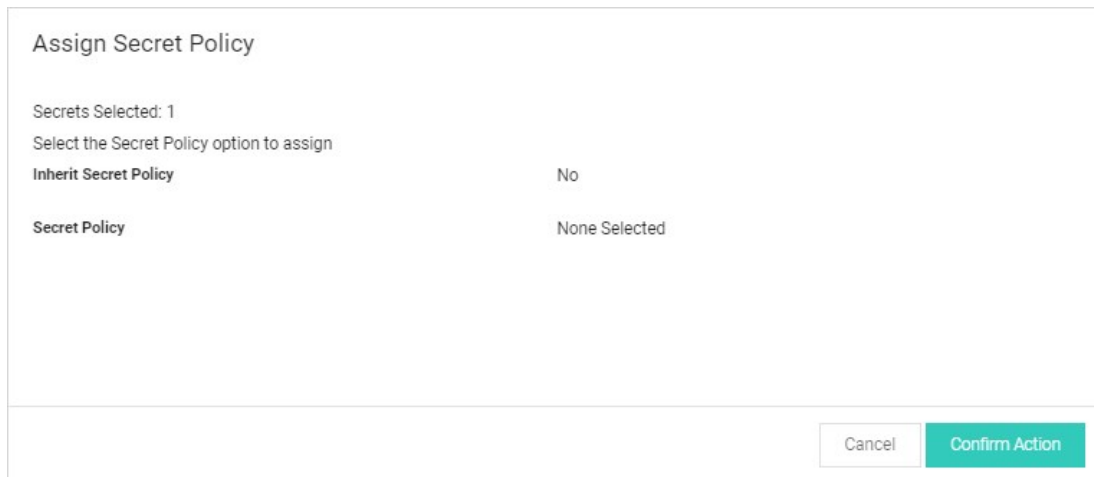 Assign Secret Policy
Secrets Selected: 1
Select the Secret Policy option to assign
Inherit Secret Policy No
Secret Policy None Selected
Cancel Confirm Action